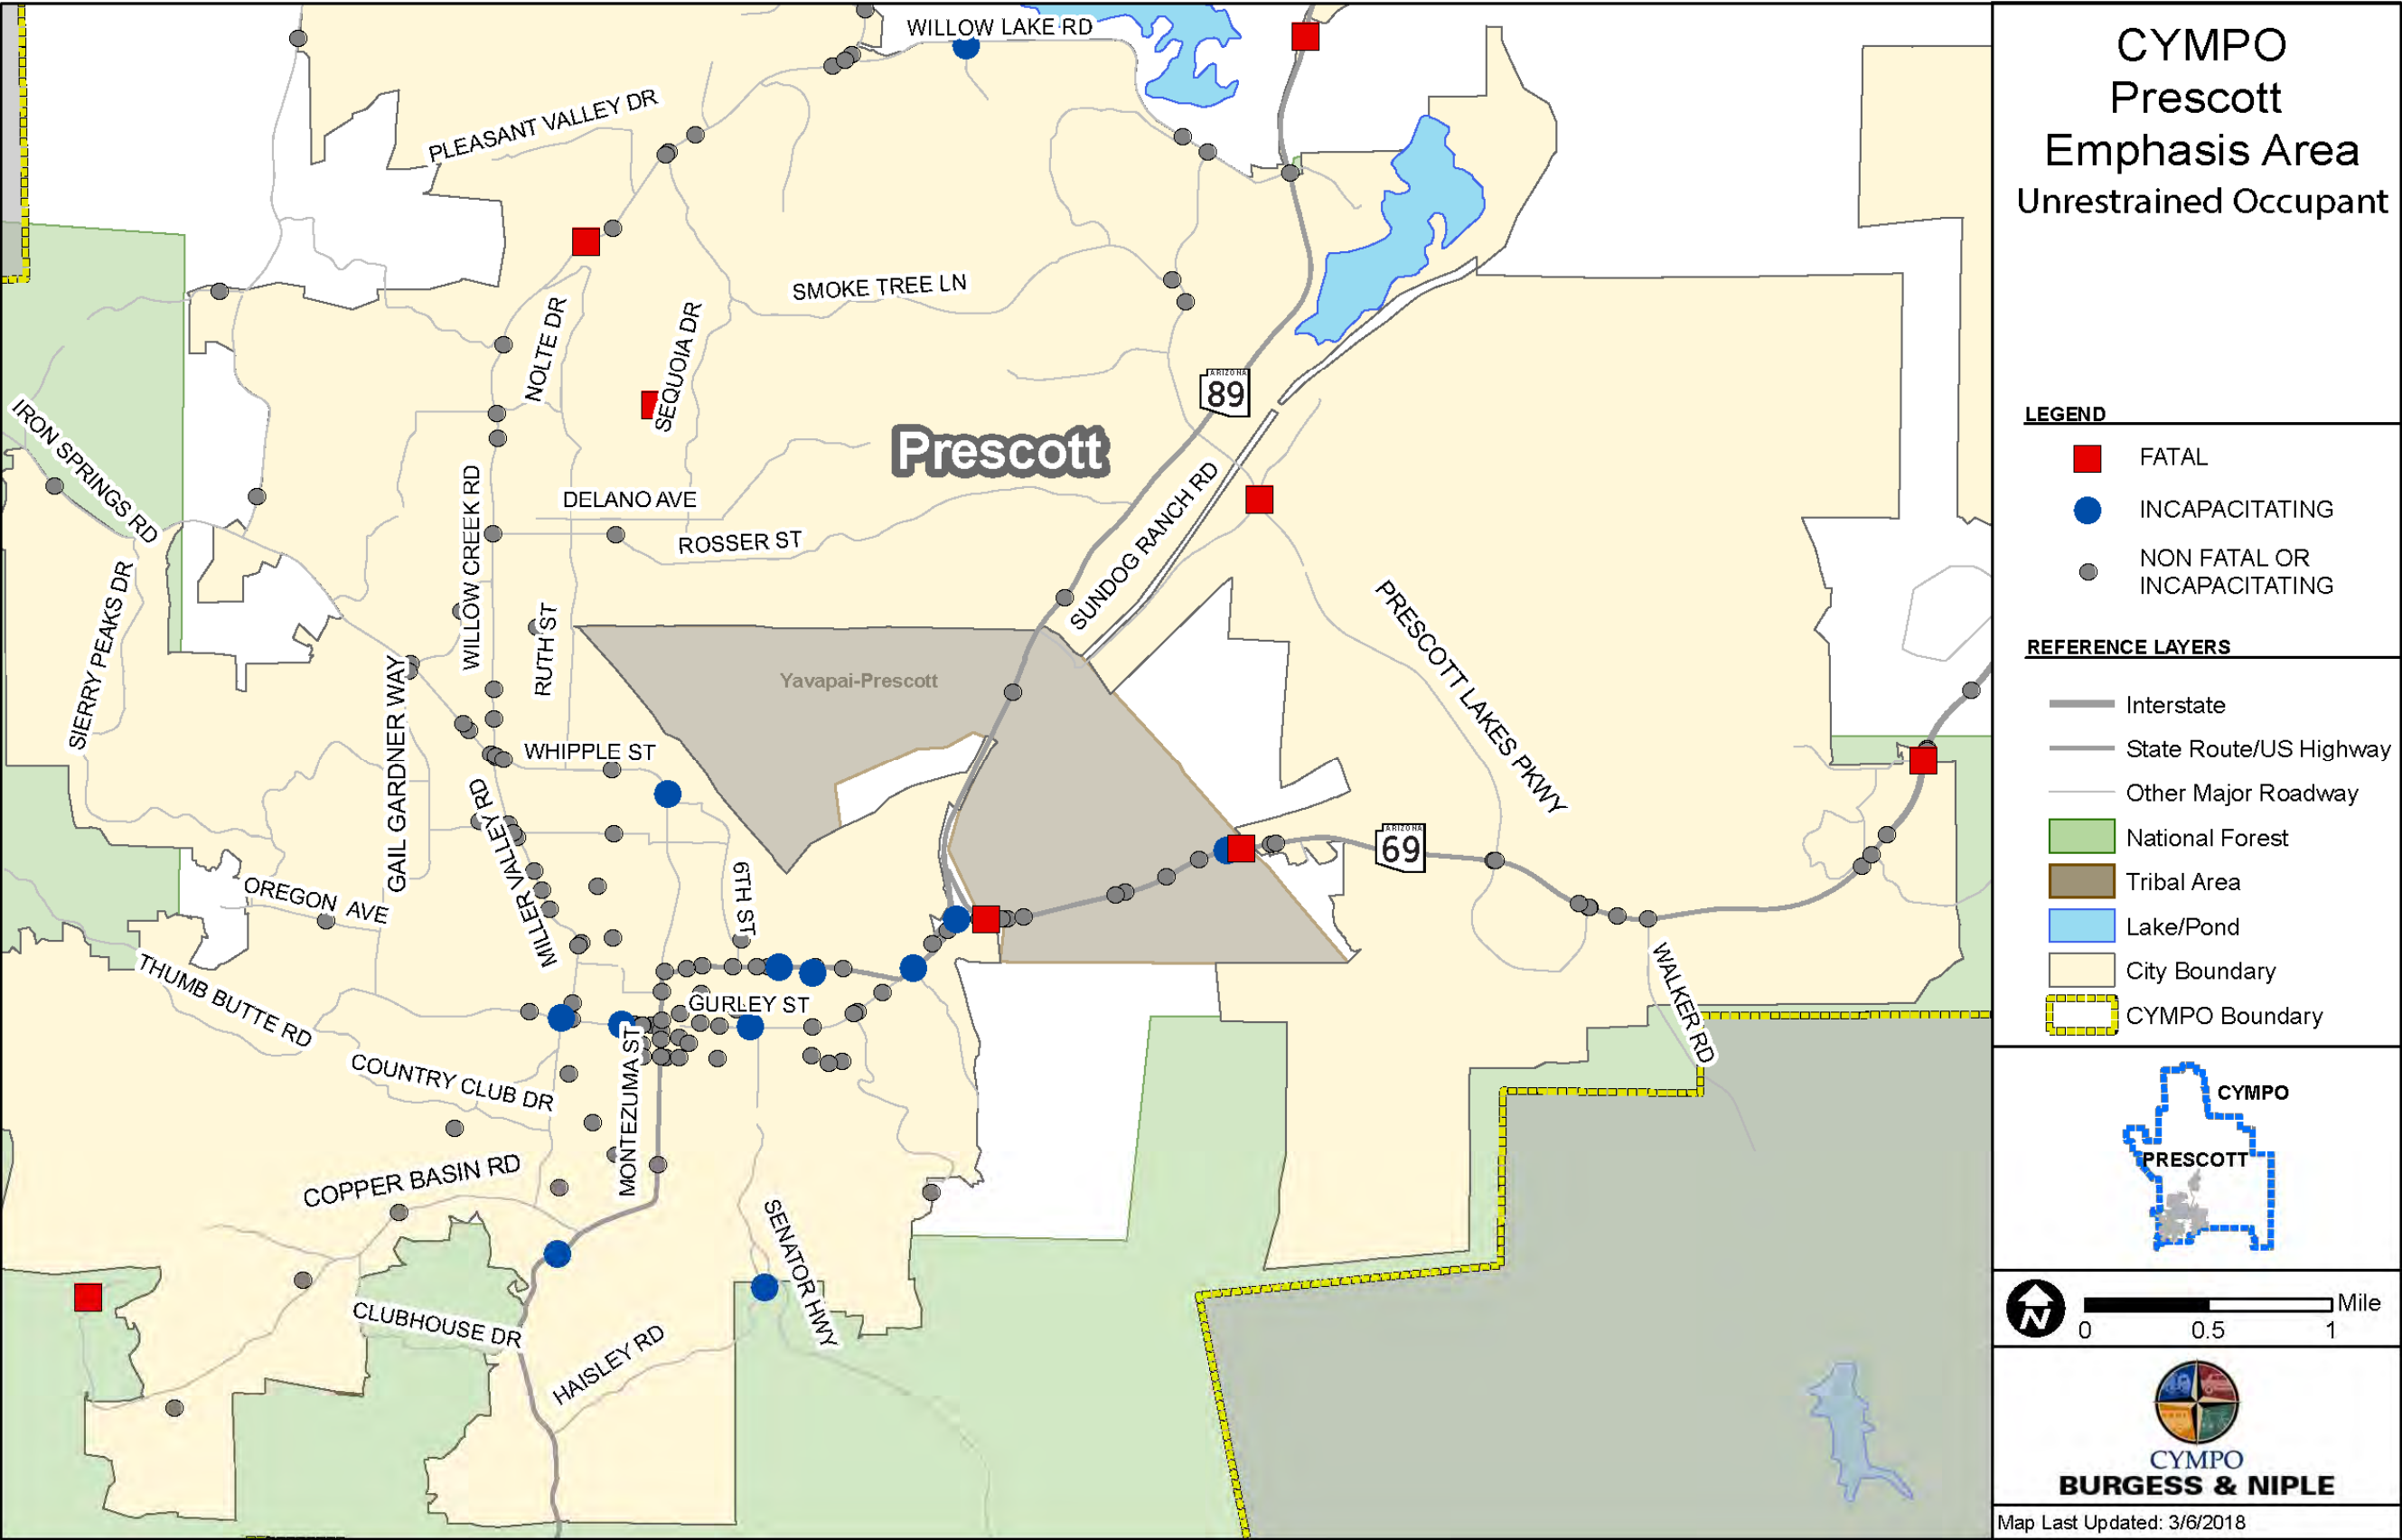 WILLOW LAKE RD
PLEASANT VALLEY DR
SMOKE TREE LN
NOLTE DR
SEQUOIA DR
ARIZONA
89
IRON SPRINGS RD
Prescott
WILLOW CREEK RD
DELANO AVE
ROSSER ST
SUNDOG RANCH RD
SIERRY PEAKS DR
RUTH ST
PRESCOTT LAKES PKWY
Yavapai-Prescott
GAIL GARDNER WAY
WHIPPLE ST
MILLER VALLEY RD
ARIZONA
69
OREGON AVE
6TH ST
THUMB BUTTE RD
GURLEY ST
WALKER RD
COUNTRY CLUB DR
MONTEZUMA ST
COPPER BASIN RD
SENATOR HWY
CLUBHOUSE DR
HAISLEY RD
CYMPO
Prescott
Emphasis Area
Unrestrained Occupant
LEGEND
FATAL
INCAPACITATING
NON FATAL OR
INCAPACITATING
REFERENCE LAYERS
Interstate
State Route/US Highway
Other Major Roadway
National Forest
Tribal Area
Lake/Pond
City Boundary
CYMPO Boundary
CYMPO
PRESCOTT
N
Mile
0 0.5 1
CYMPO
BURGESS & NIPLE
Map Last Updated: 3/6/2018